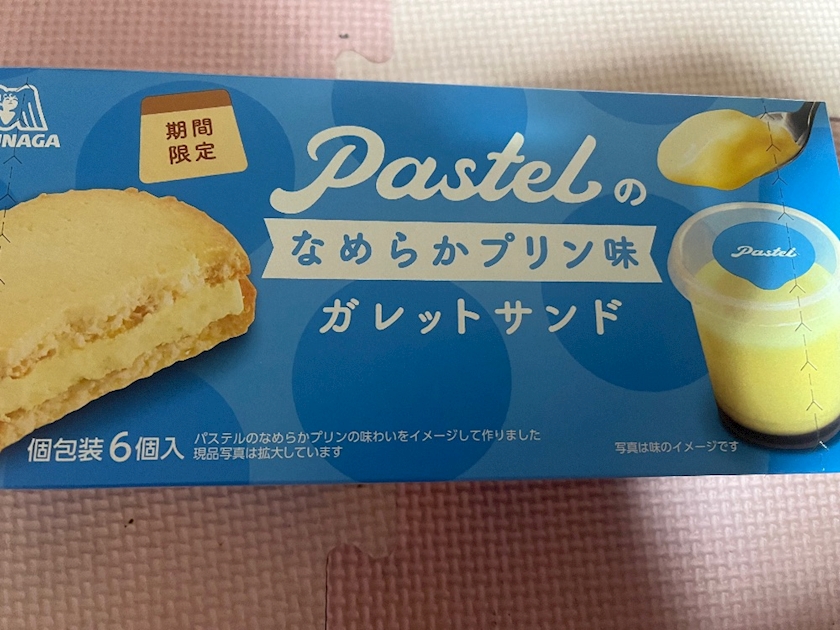 期間
限定
Pastelの
なめらかプリン味
ガレットサンド
Pastel
個包装6個入
パステルのなめらかプリンの味わいをイメージして作りました
現品写真は拡大しています
写真は味のイメージです